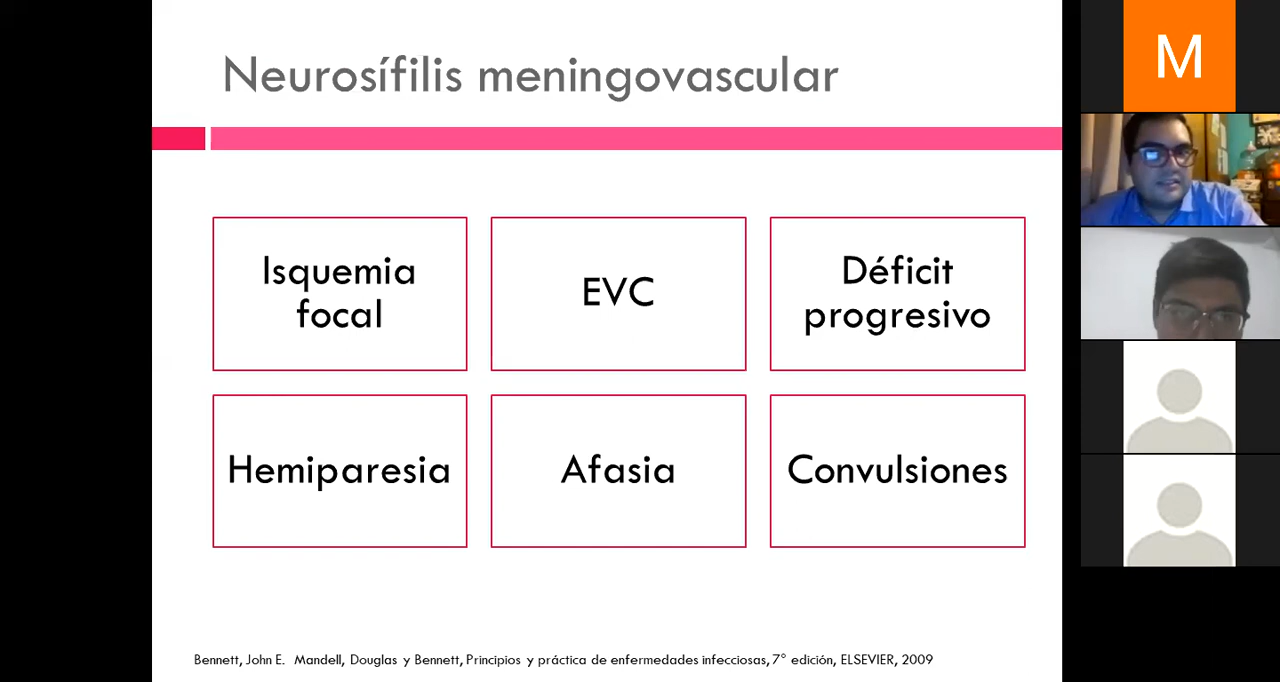 Neurosífilis meningovascular
Isquemia
focal
EVC
Déficit
progresivo
Hemiparesia
Afasia
Convulsiones
Bennett, John E. Mandell, Douglas y Bennett, Principios y práctica de enfermedades infecciosas, 7° edición, ELSEVIER, 2009
M